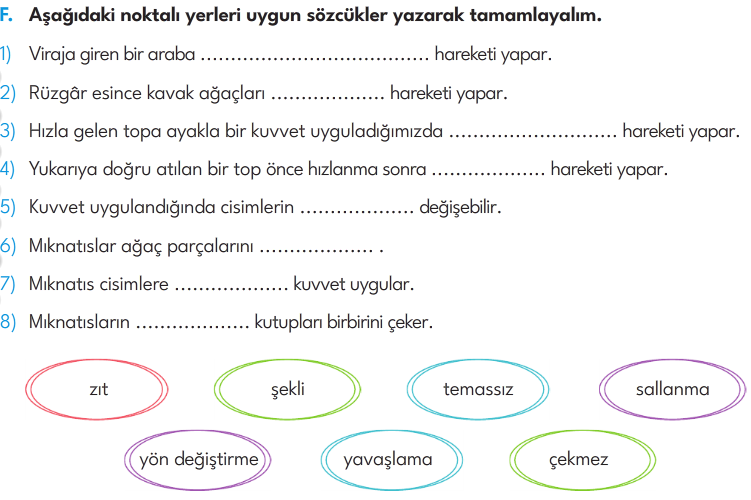 F. Aşağıdaki noktalı yerleri uygun sözcükler yazarak tamamlayalım.
1) Viraja giren bir araba ....................................... hareketi yapar.
2) Rüzgâr esince kavak ağaçları ................... hareketi yapar.
3) Hızla gelen topa ayakla bir kuvvet uyguladığımızda ............................ hareketi yapar.
4) Yukarıya doğru atılan bir top önce hızlanma sonra ................... hareketi yapar.
5) Kuvvet uygulandığında cisimlerin ................... değişebilir.
6) Mıknatıslar ağaç parçalarını ................... .
7) Mıknatıs cisimlere ................... kuvvet uygular.
8) Mıknatısların ................... kutupları birbirini çeker.
zıt şekli temassız sallanma
yön değiştirme yavaşlama çekmez